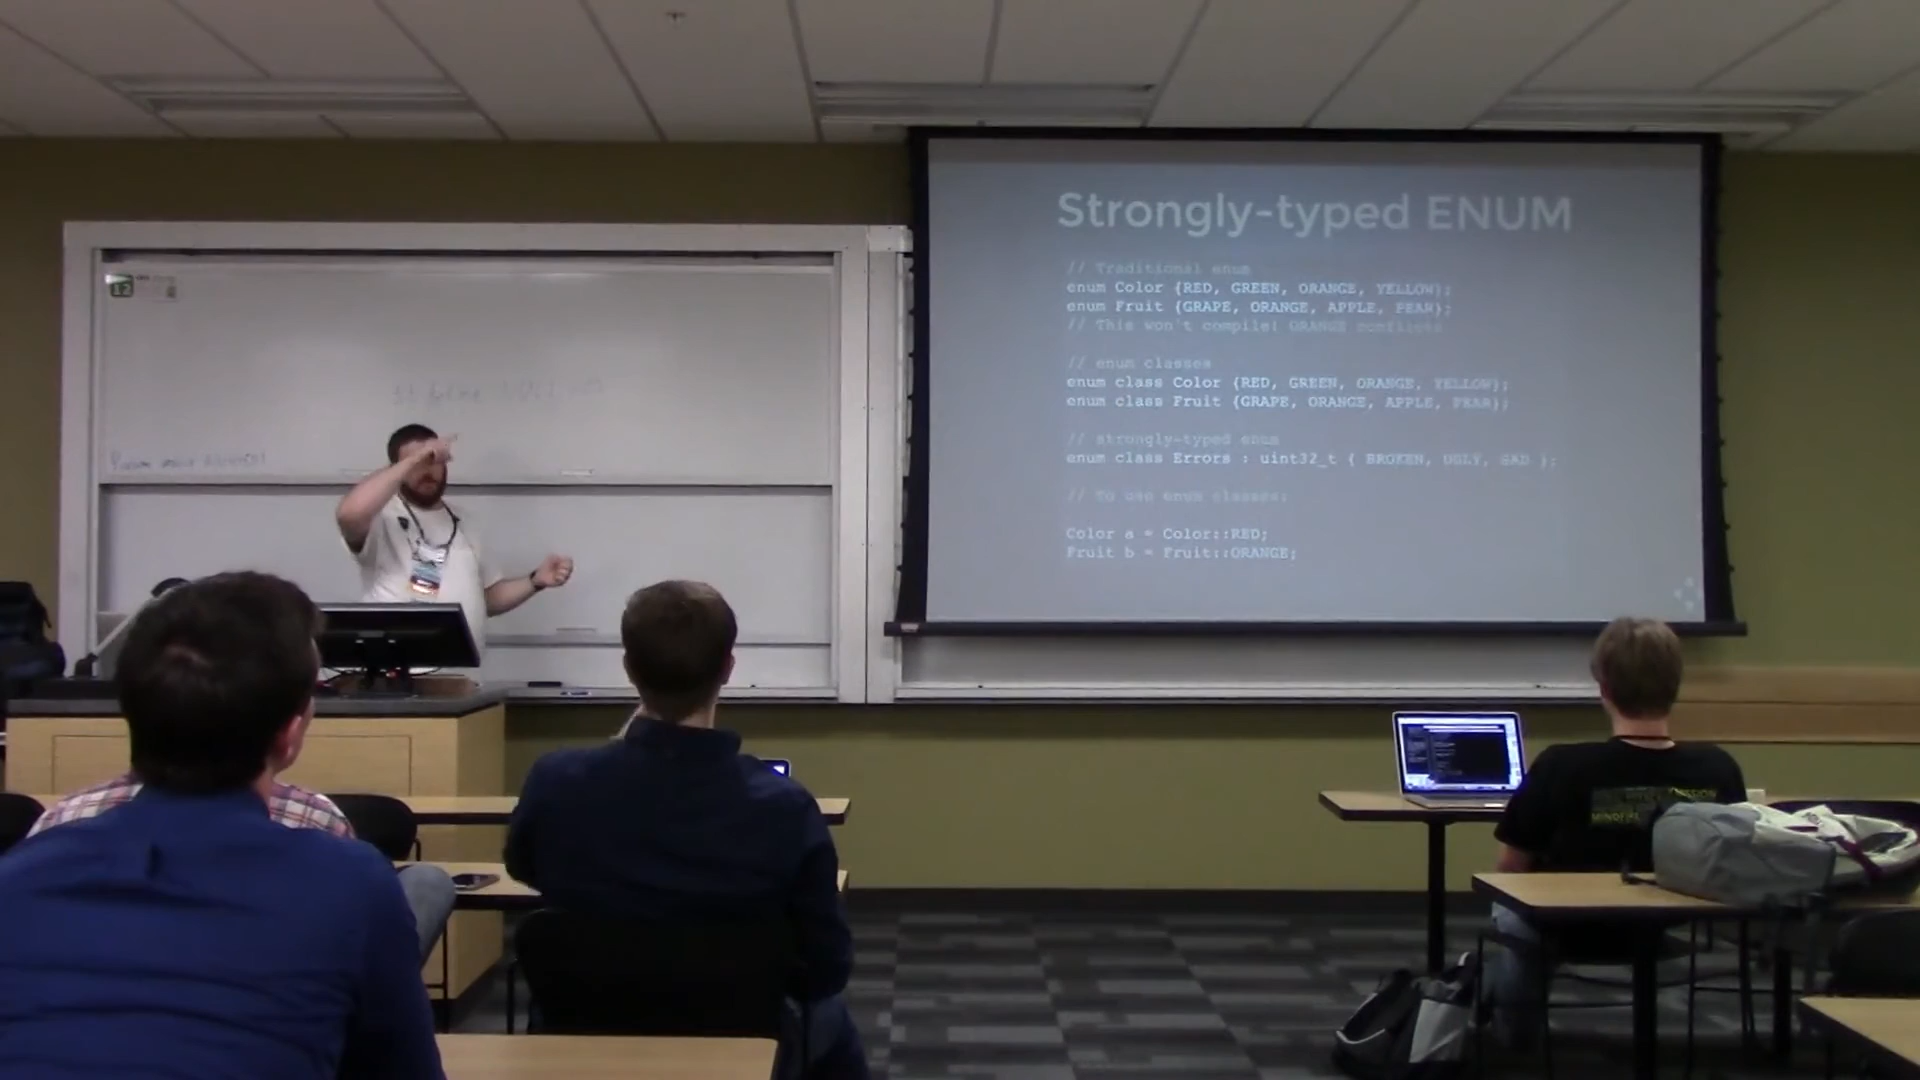 Strongly-typed ENUM
// Traditional enum
enum Color {RED, GREEN, ORANGE, YELLOW};
enum Fruit {GRAPE, ORANGE, APPLE, PEAR};
// This won't compile! ORANGE conflicts
// enum classes
enum class Color {RED, GREEN, ORANGE, YELLOW};
enum class Fruit {GRAPE, ORANGE, APPLE, PEAR};
// strongly-typed enum
enum class Errors : uint32_t { BROKEN, UGLY, BAD };
// To use enum classes:
Color a = Color::RED;
Fruit b = Fruit::ORANGE;
12